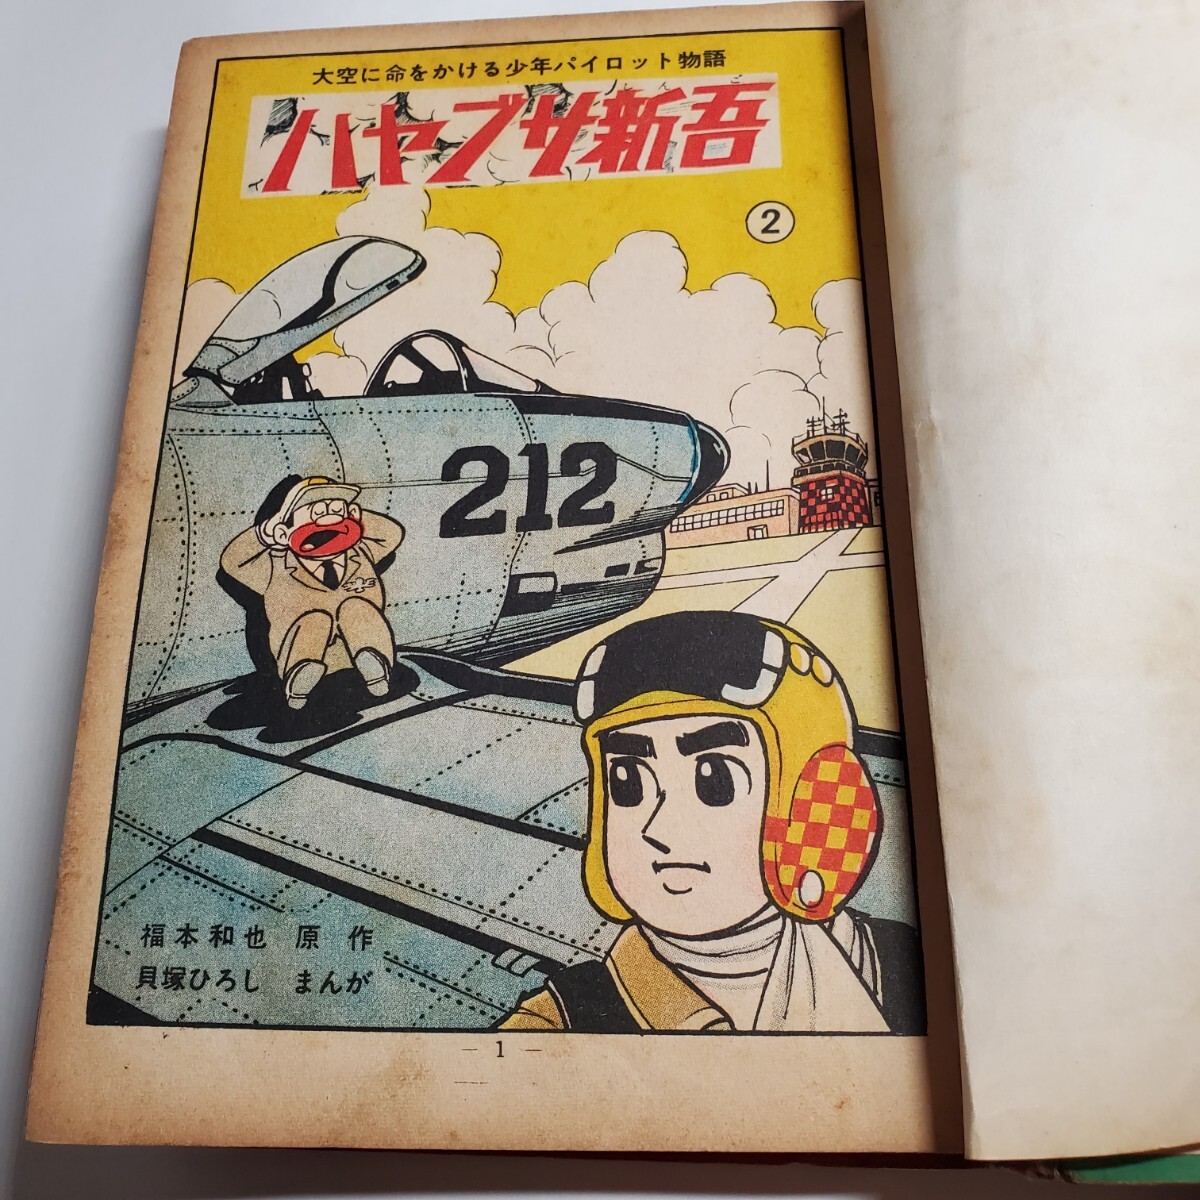 大空に命をかける少年パイロット物語
しんご
ハヤブサ新吾
2
212
福本和也 原作
貝塚ひろし まんが
— 1 —